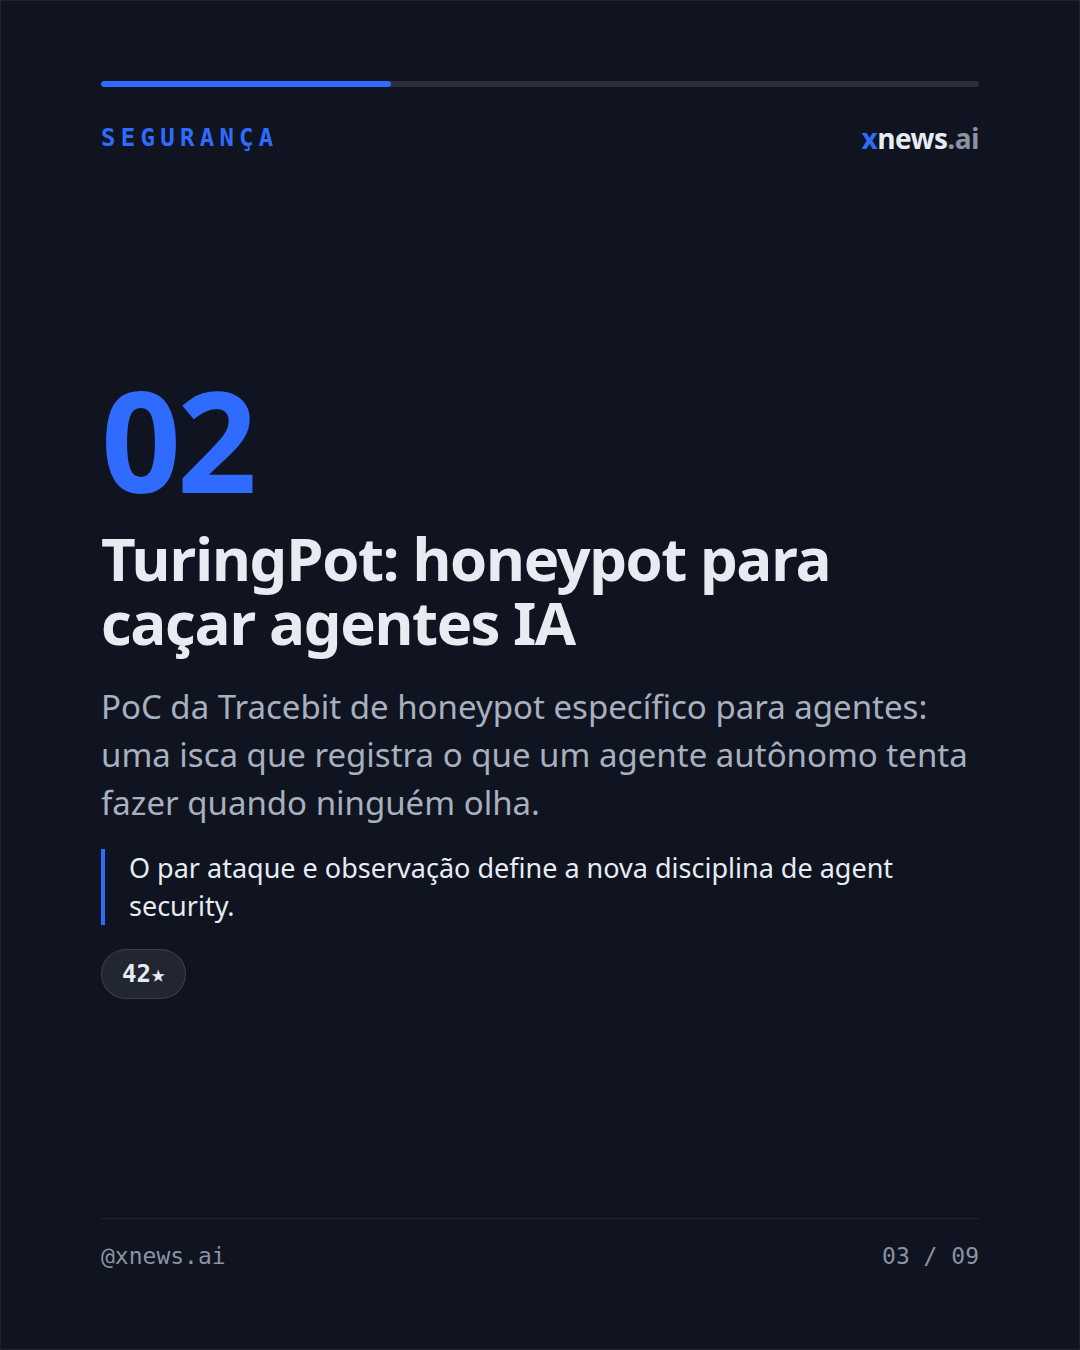 SEGURANÇA
xnews.ai
02
TuringPot: honeypot para
caçar agentes IA
PoC da Tracebit de honeypot específico para agentes:
uma isca que registra o que um agente autônomo tenta
fazer quando ninguém olha.
O par ataque e observação define a nova disciplina de agent
security.
42★
@xnews.ai
03 / 09